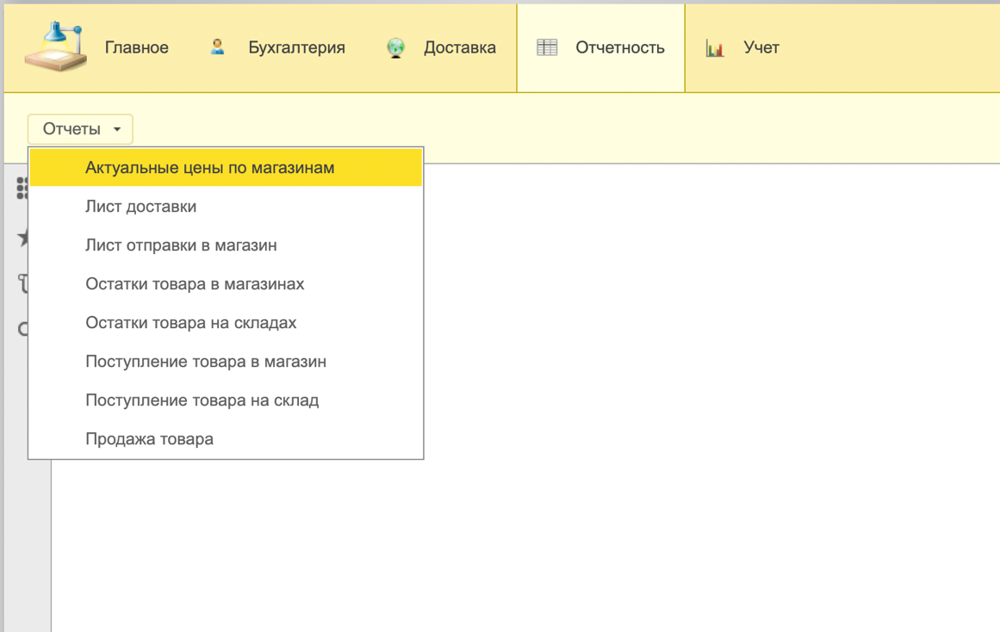 Главное
Бухгалтерия
Доставка
Отчетность
Учет
Отчеты
Актуальные цены по магазинам
Лист доставки
Лист отправки в магазин
Остатки товара в магазинах
Остатки товара на складах
Поступление товара в магазин
Поступление товара на склад
Продажа товара